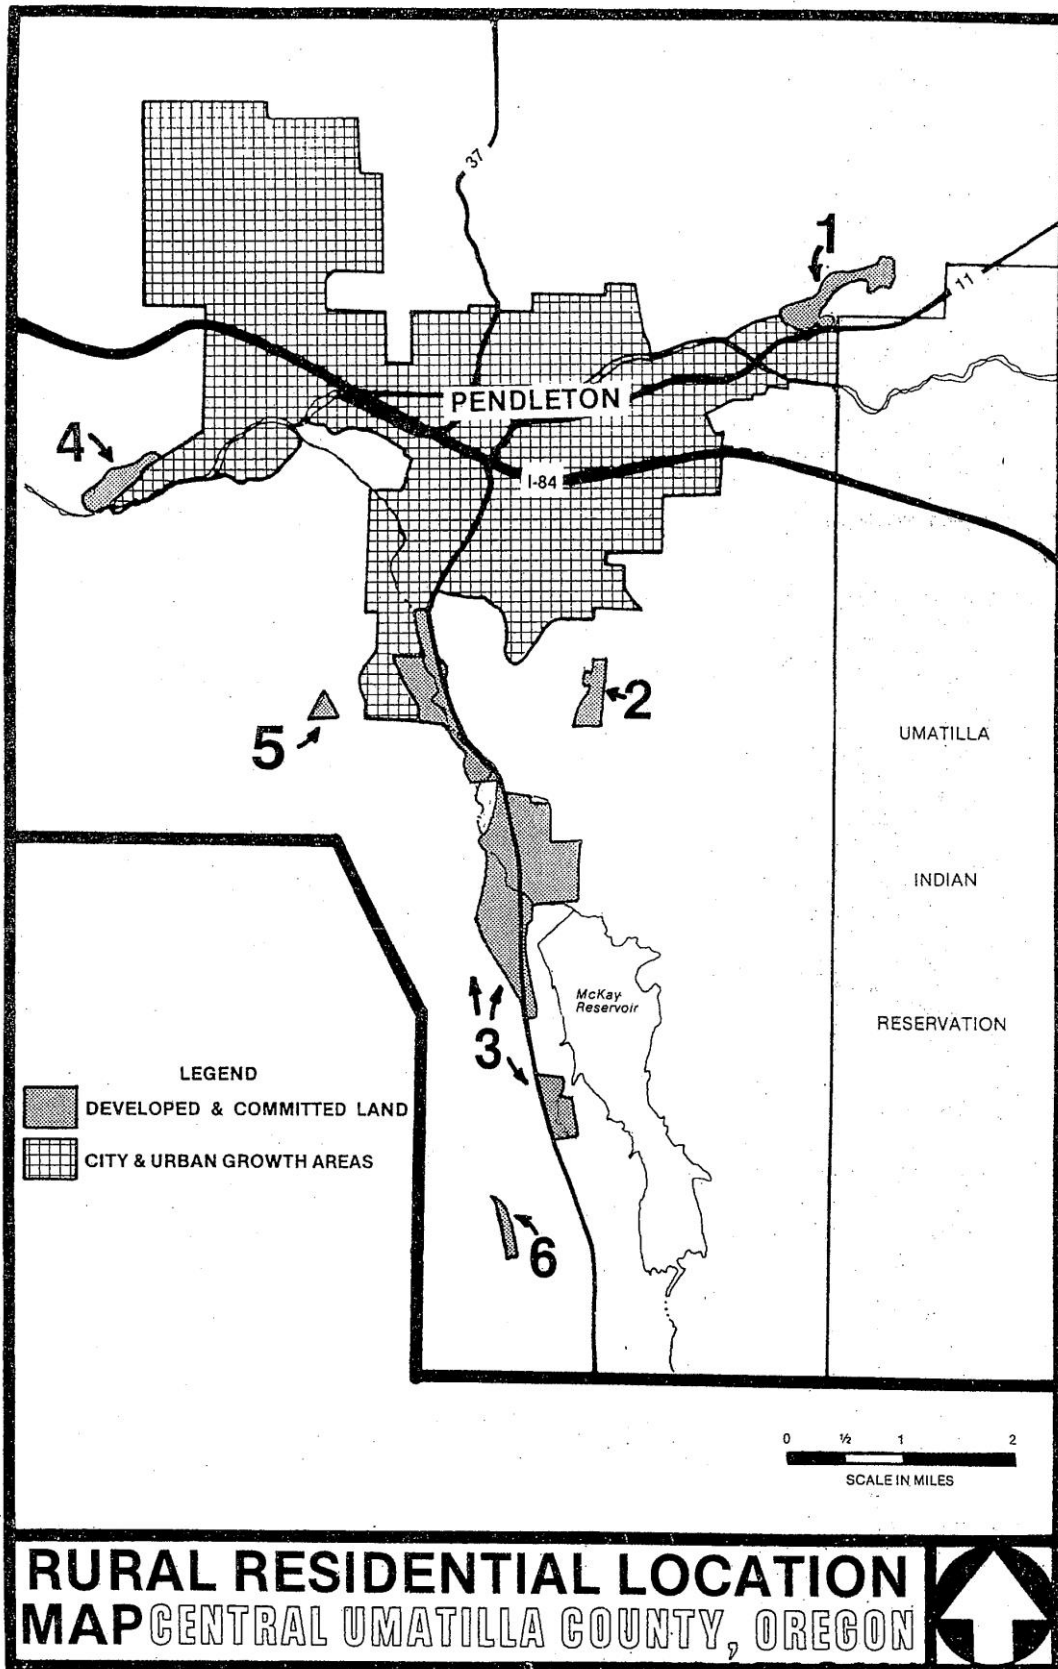 37
1
11
PENDLETON
4
I-84
2
5
UMATILLA
INDIAN
McKay
Reservoir
RESERVATION
3
LEGEND
DEVELOPED & COMMITTED LAND
CITY & URBAN GROWTH AREAS
6
0 ½ 1 2
SCALE IN MILES
RURAL RESIDENTIAL LOCATION
MAP CENTRAL UMATILLA COUNTY, OREGON